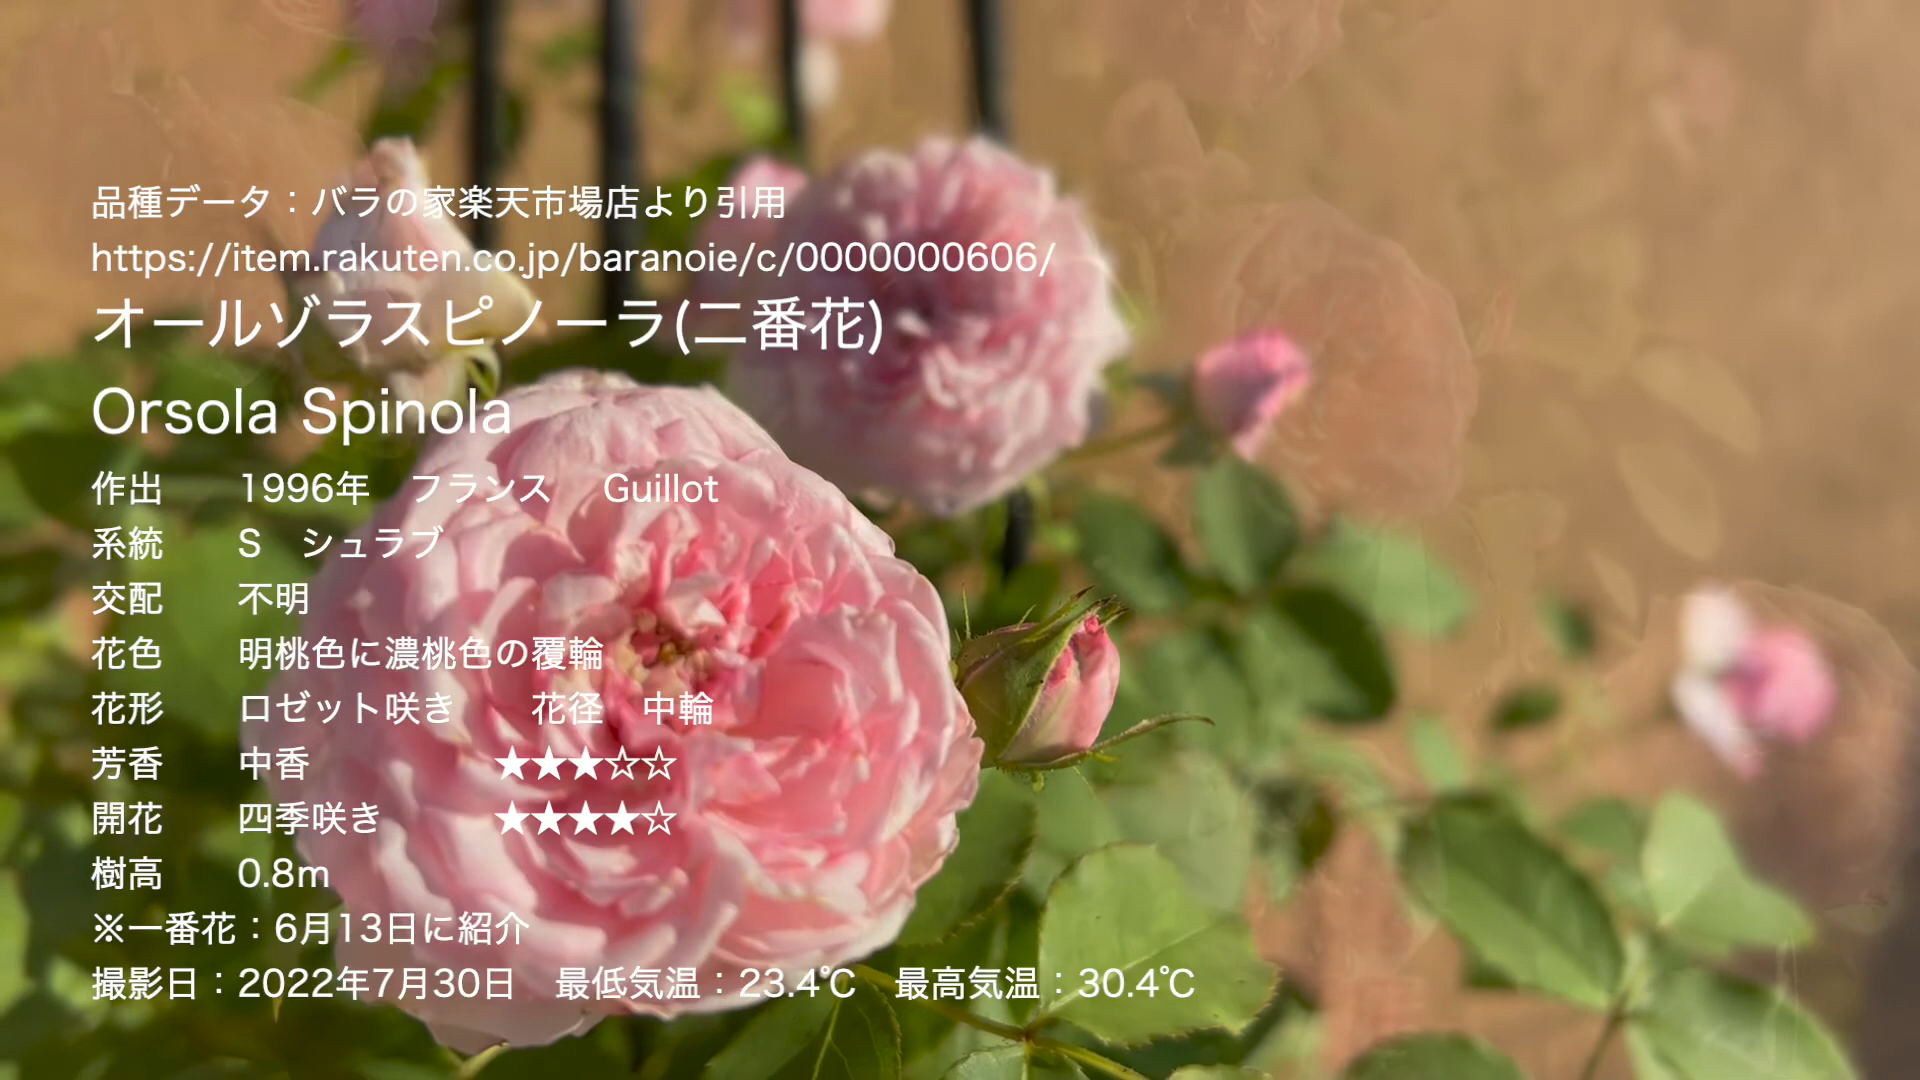 品種データ：バラの家楽天市場店より引用
https://item.rakuten.co.jp/baranoie/c/0000000606/
オールゾラスピノーラ(二番花)
Orsola Spinola
作出　　1996年　フランス　Guillot
系統　　S　シュラブ
交配　　不明
花色　　明桃色に濃桃色の覆輪
花形　　ロゼット咲き　　花径　中輪
芳香　　中香　　　　　★★★☆☆
開花　　四季咲き　　　★★★★☆
樹高　　0.8m
※一番花：6月13日に紹介
撮影日：2022年7月30日　最低気温：23.4℃　最高気温：30.4℃